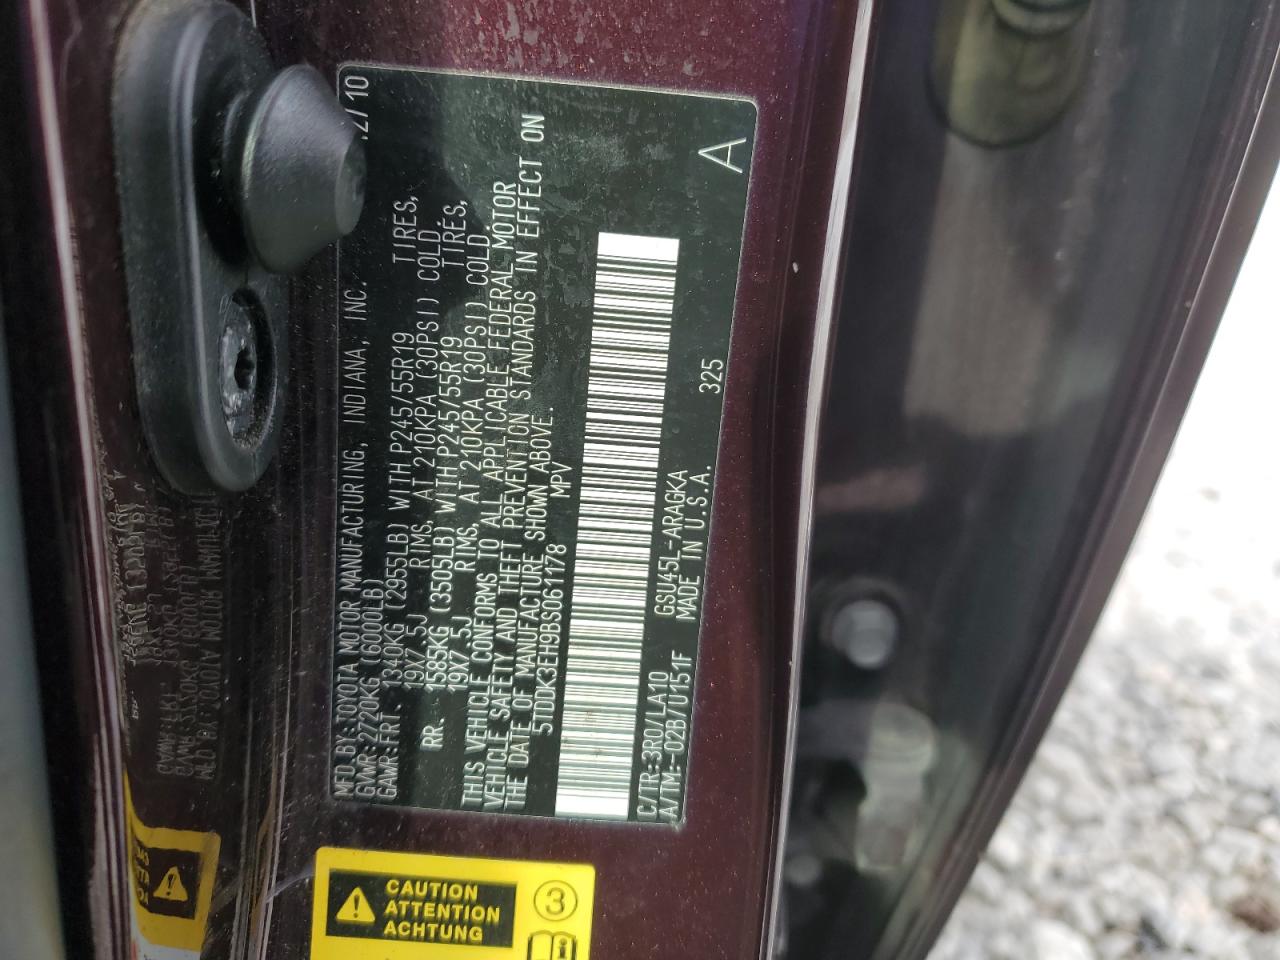 MFD.BY:TOYOTA MOTOR MANUFACTURING, INDIANA, INC. 2/10
GVWR:2720KG (6000LB)
GAWR:FRT. 1340KG (2955LB) WITH P245/55R19 TIRES,
19X7.5J RIMS, AT 210KPA (30PSI) COLD.
RR. 1585KG (3505LB) WITH P245/55R19 TIRES,
19X7.5J RIMS, AT 210KPA (30PSI) COLD.
THIS VEHICLE CONFORMS TO ALL APPLICABLE FEDERAL MOTOR
VEHICLE SAFETY AND THEFT PREVENTION STANDARDS IN EFFECT ON
THE DATE OF MANUFACTURE SHOWN ABOVE.
5TDDK3EH9BS061178 MPV
C/TR:3R0/LA10 GSU45L-ARAGKA 325 A
A/TM:-02B/U151F MADE IN U.S.A.
CAUTION
ATTENTION
ACHTUNG
3
i